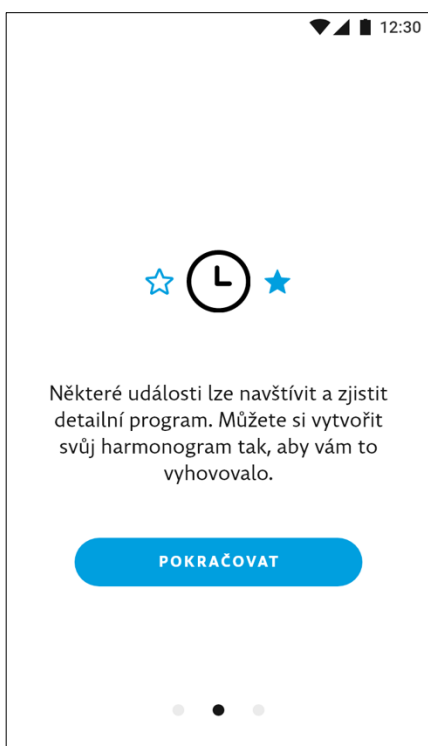 12:30
Některé události lze navštívit a zjistit
detailní program. Můžete si vytvořit
svůj harmonogram tak, aby vám to
vyhovovalo.
POKRAČOVAT